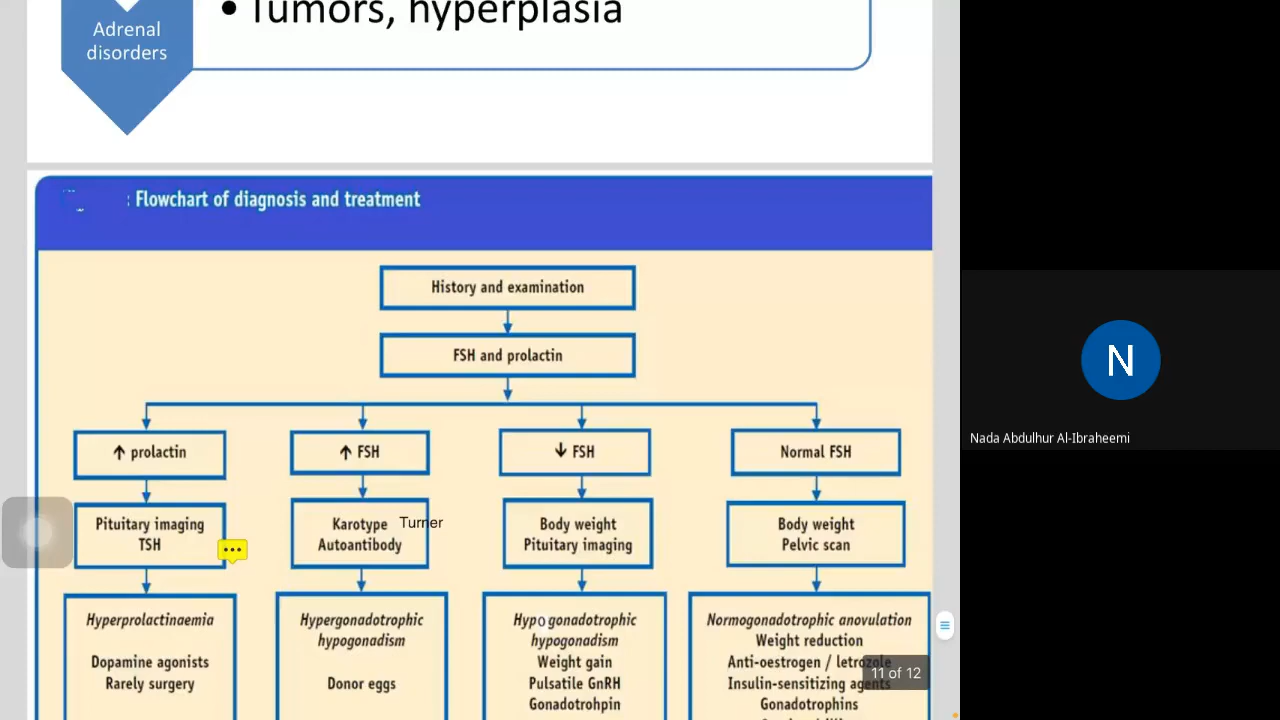 • Tumors, hyperplasia
Adrenal
disorders
: Flowchart of diagnosis and treatment
History and examination
FSH and prolactin
↑ prolactin
↑ FSH
↓ FSH
Normal FSH
Pituitary imaging
TSH
Karotype
Autoantibody
Turner
Body weight
Pituitary imaging
Body weight
Pelvic scan
Hyperprolactinaemia
Dopamine agonists
Rarely surgery
Hypergonadotrophic
hypogonadism
Donor eggs
Hypogonadotrophic
hypogonadism
Weight gain
Pulsatile GnRH
Gonadotrohpin
Normogonadotrophic anovulation
Weight reduction
Anti-oestrogen / letrozole
Insulin-sensitizing agents
Gonadotrophins
11 of 12
N
Nada Abdulhur Al-Ibraheemi